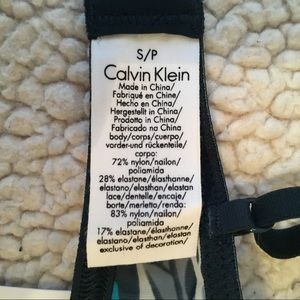 S/P
Calvin Klein
Made in China/
Fabriqué en China/
Hecho en China/
Hergestellt in China/
Prodotto in China/
Fabricado na China
body/corps/cuerpo/
vorder-und rückenteile/
corpo:
72% nylon/nailon/
poliamida
28% elastane/élasthanne/
elastano/elasthan/elastan
lace/dentelle/encaje/
borte/merletto/renda:
83% nylon/nailon/
poliamida
17% elastane/élasthanne/
elastano/elasthan/elastan
exclusive of decoration/